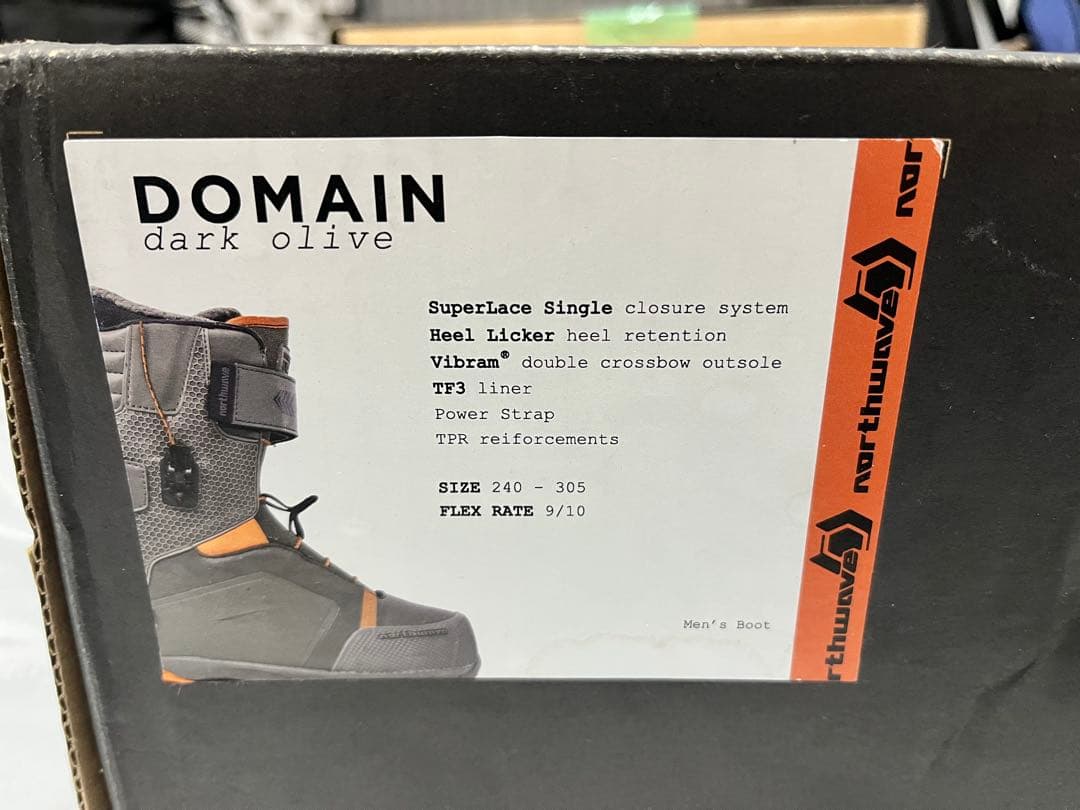 DOMAIN
dark olive
SuperLace Single closure system
Heel Licker heel retention
Vibram® double crossbow outsole
TF3 liner
Power Strap
TPR reiforcements
SIZE 240 - 305
FLEX RATE 9/10
Men's Boot
northwave
nor
northwave
rthwave